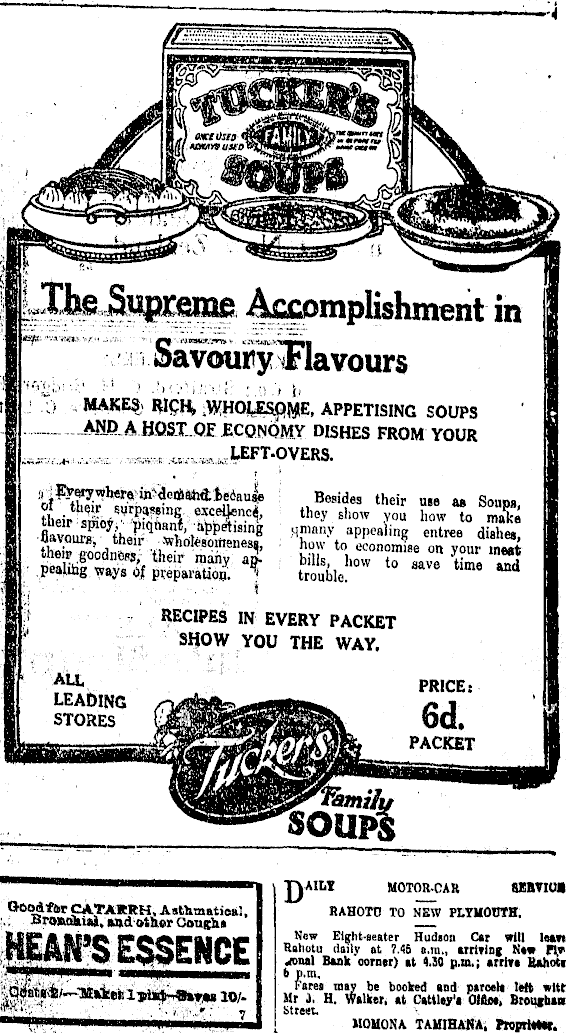 TUCKER'S
ONCE USED
ALWAYS USED
FAMILY
SOUPS
The Supreme Accomplishment in
Savoury Flavours
MAKES RICH, WHOLESOME, APPETISING SOUPS
AND A HOST OF ECONOMY DISHES FROM YOUR
LEFT-OVERS.
Everywhere in demand because
of their surpassing excellence,
their spicy, piquant, appetising
flavours, their wholesomeness,
their goodness, their many ap-
pealing ways of preparation.
Besides their use as Soups,
they show you how to make
many appealing entree dishes,
how to economise on your meat
bills, how to save time and
trouble.
RECIPES IN EVERY PACKET
SHOW YOU THE WAY.
ALL
LEADING
STORES
PRICE:
6d.
PACKET
Tucker's
Family
SOUPS
Good for CATARRH, Asthmatical,
Bronchial, and other Coughs
HEAN'S ESSENCE
Costs 2/—Makes 1 pint—Saves 10/-
7
DAILY MOTOR-CAR SERVICE
RAHOTU TO NEW PLYMOUTH.
New Eight-seater Hudson Car will leave
Rahotu daily at 7.45 a.m., arriving New Ply-
onal Bank corner) at 4.30 p.m.; arrive Rahotu
6 p.m.
Fares may be booked and parcels left with
Mr J. H. Walker, at Cattley's Office, Brougham
Street.
MOMONA TAMIHANA, Proprietor.